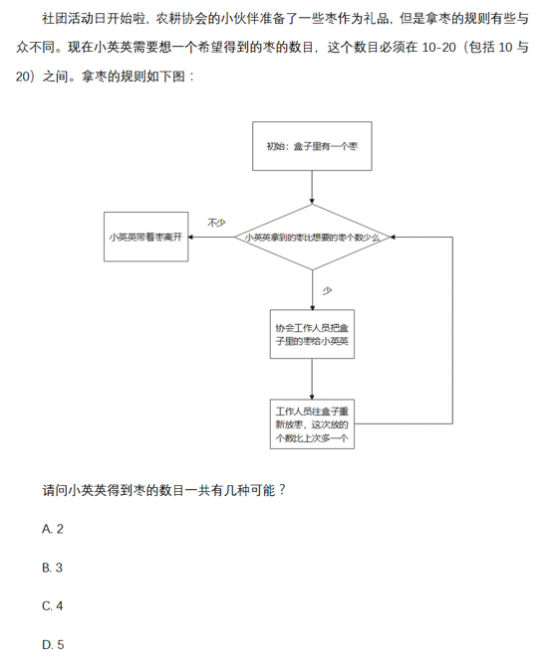 社团活动日开始啦，农耕协会的小伙伴准备了一些枣作为礼品，但是拿枣的规则有些与
众不同。现在小英英需要想一个希望得到的枣的数目，这个数目必须在 10-20（包括 10 与
20）之间。拿枣的规则如下图：
初始：盒子里有一个枣
不少
小英英带着枣离开
小英英拿到的枣比想要的枣个数少么
少
协会工作人员把盒
子里的枣给小英英
工作人员往盒子重
新放枣，这次放的
个数比上次多一个
请问小英英得到枣的数目一共有几种可能？
A. 2
B. 3
C. 4
D. 5